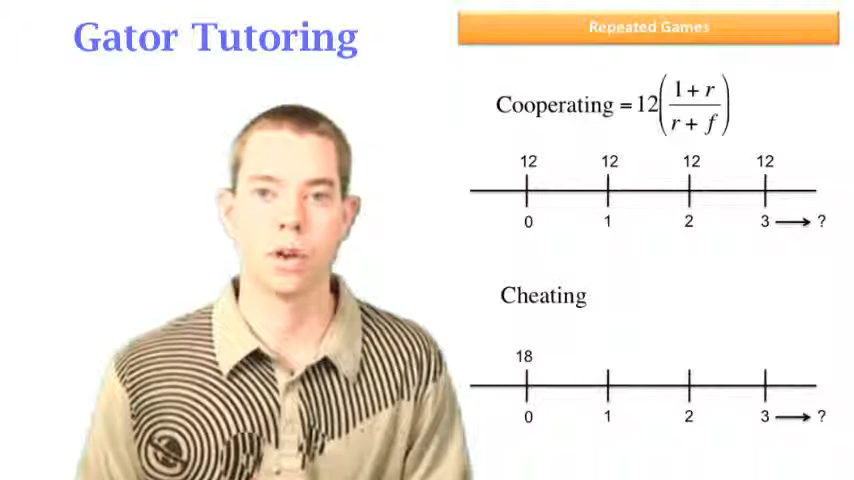 Gator Tutoring
Repeated Games
Cooperating = 12((1 + r)/(r + f))
12 12 12 12
0 1 2 3 → ?
Cheating
18
0 1 2 3 → ?